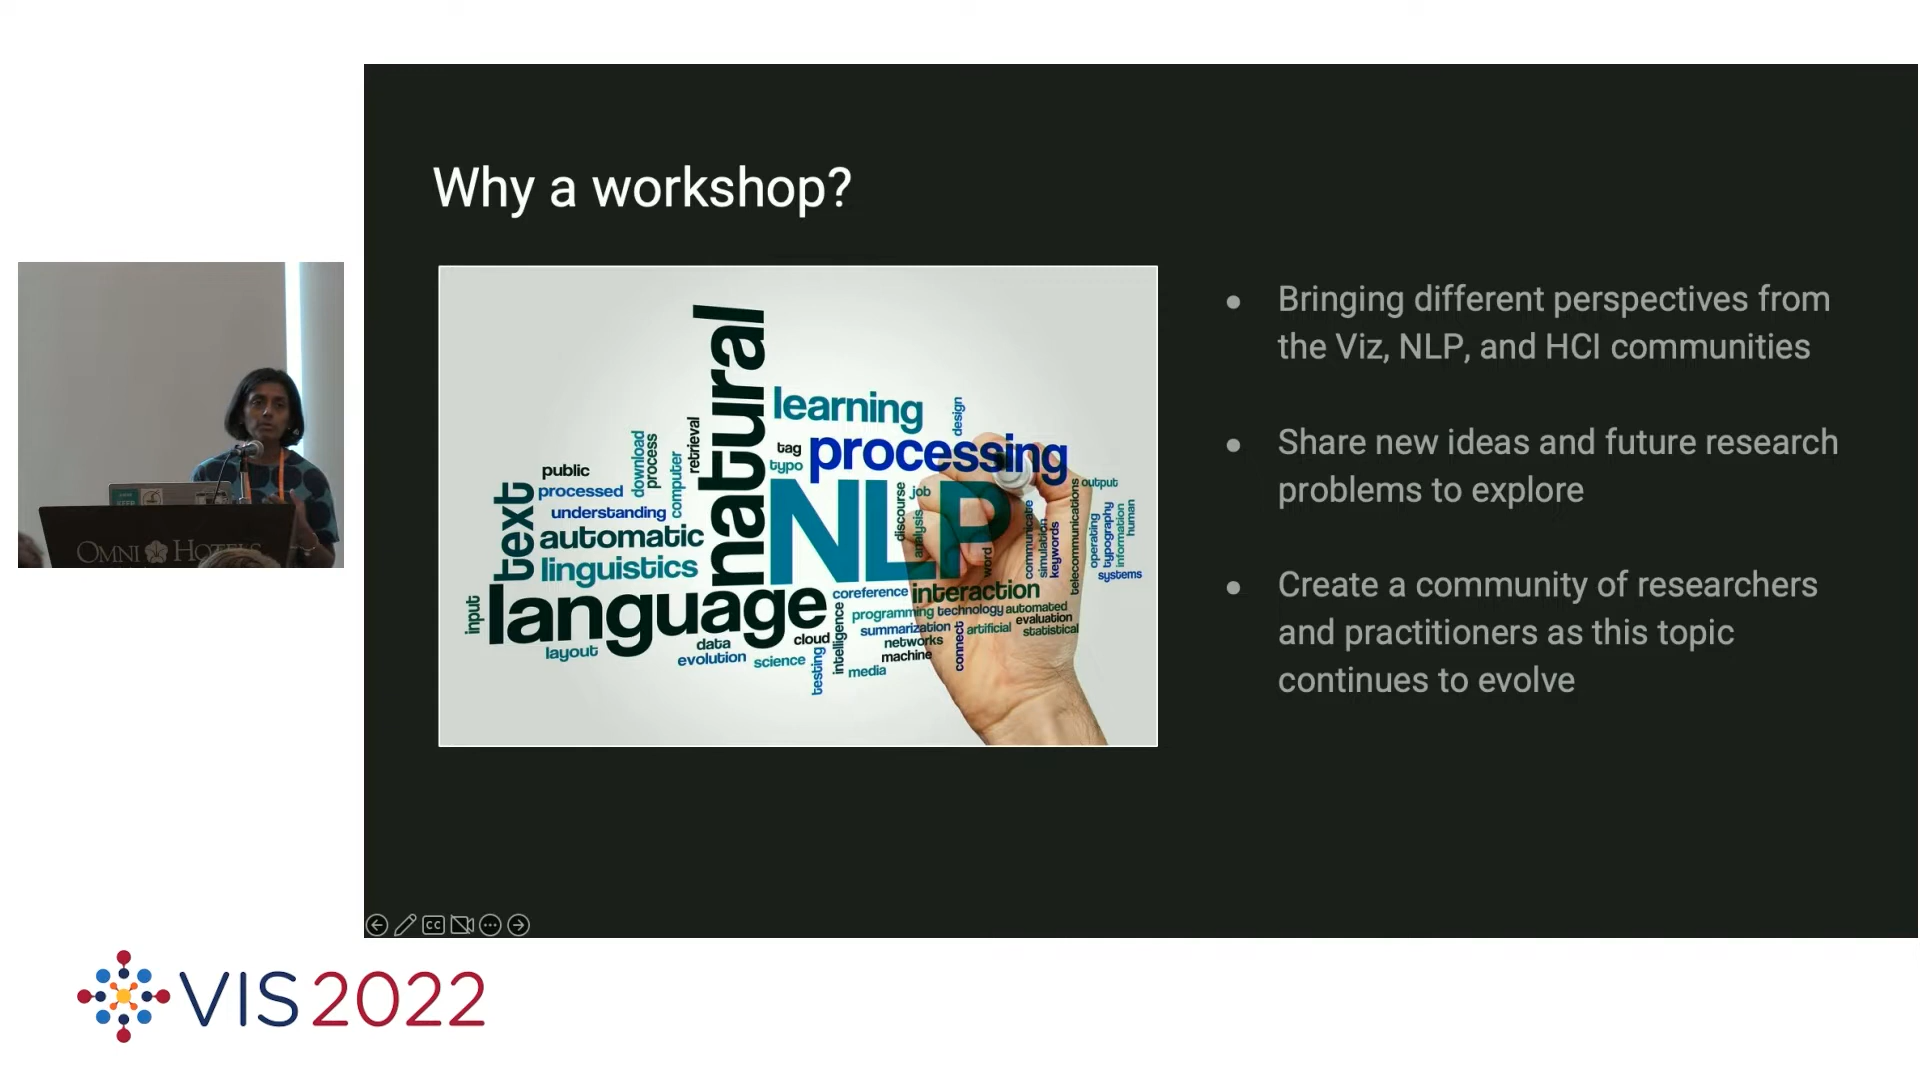 Why a workshop?
natural
learning
design
tag
processing
typo
retrieval
download
process
computer
public
processed
understanding
text
automatic
linguistics
NLP
discourse
job
analysis
word
communicate
simulation
keywords
telecommunications
output
operating
typography
information
human
systems
input
language
coreference
interaction
programming
technology
automated
evaluation
summarization
artificial
statistical
networks
machine
connect
intelligence
cloud
data
layout
evolution
science
testing
media
● Bringing different perspectives from
the Viz, NLP, and HCI communities
● Share new ideas and future research
problems to explore
● Create a community of researchers
and practitioners as this topic
continues to evolve
OMNI HOTELS
CC
VIS2022